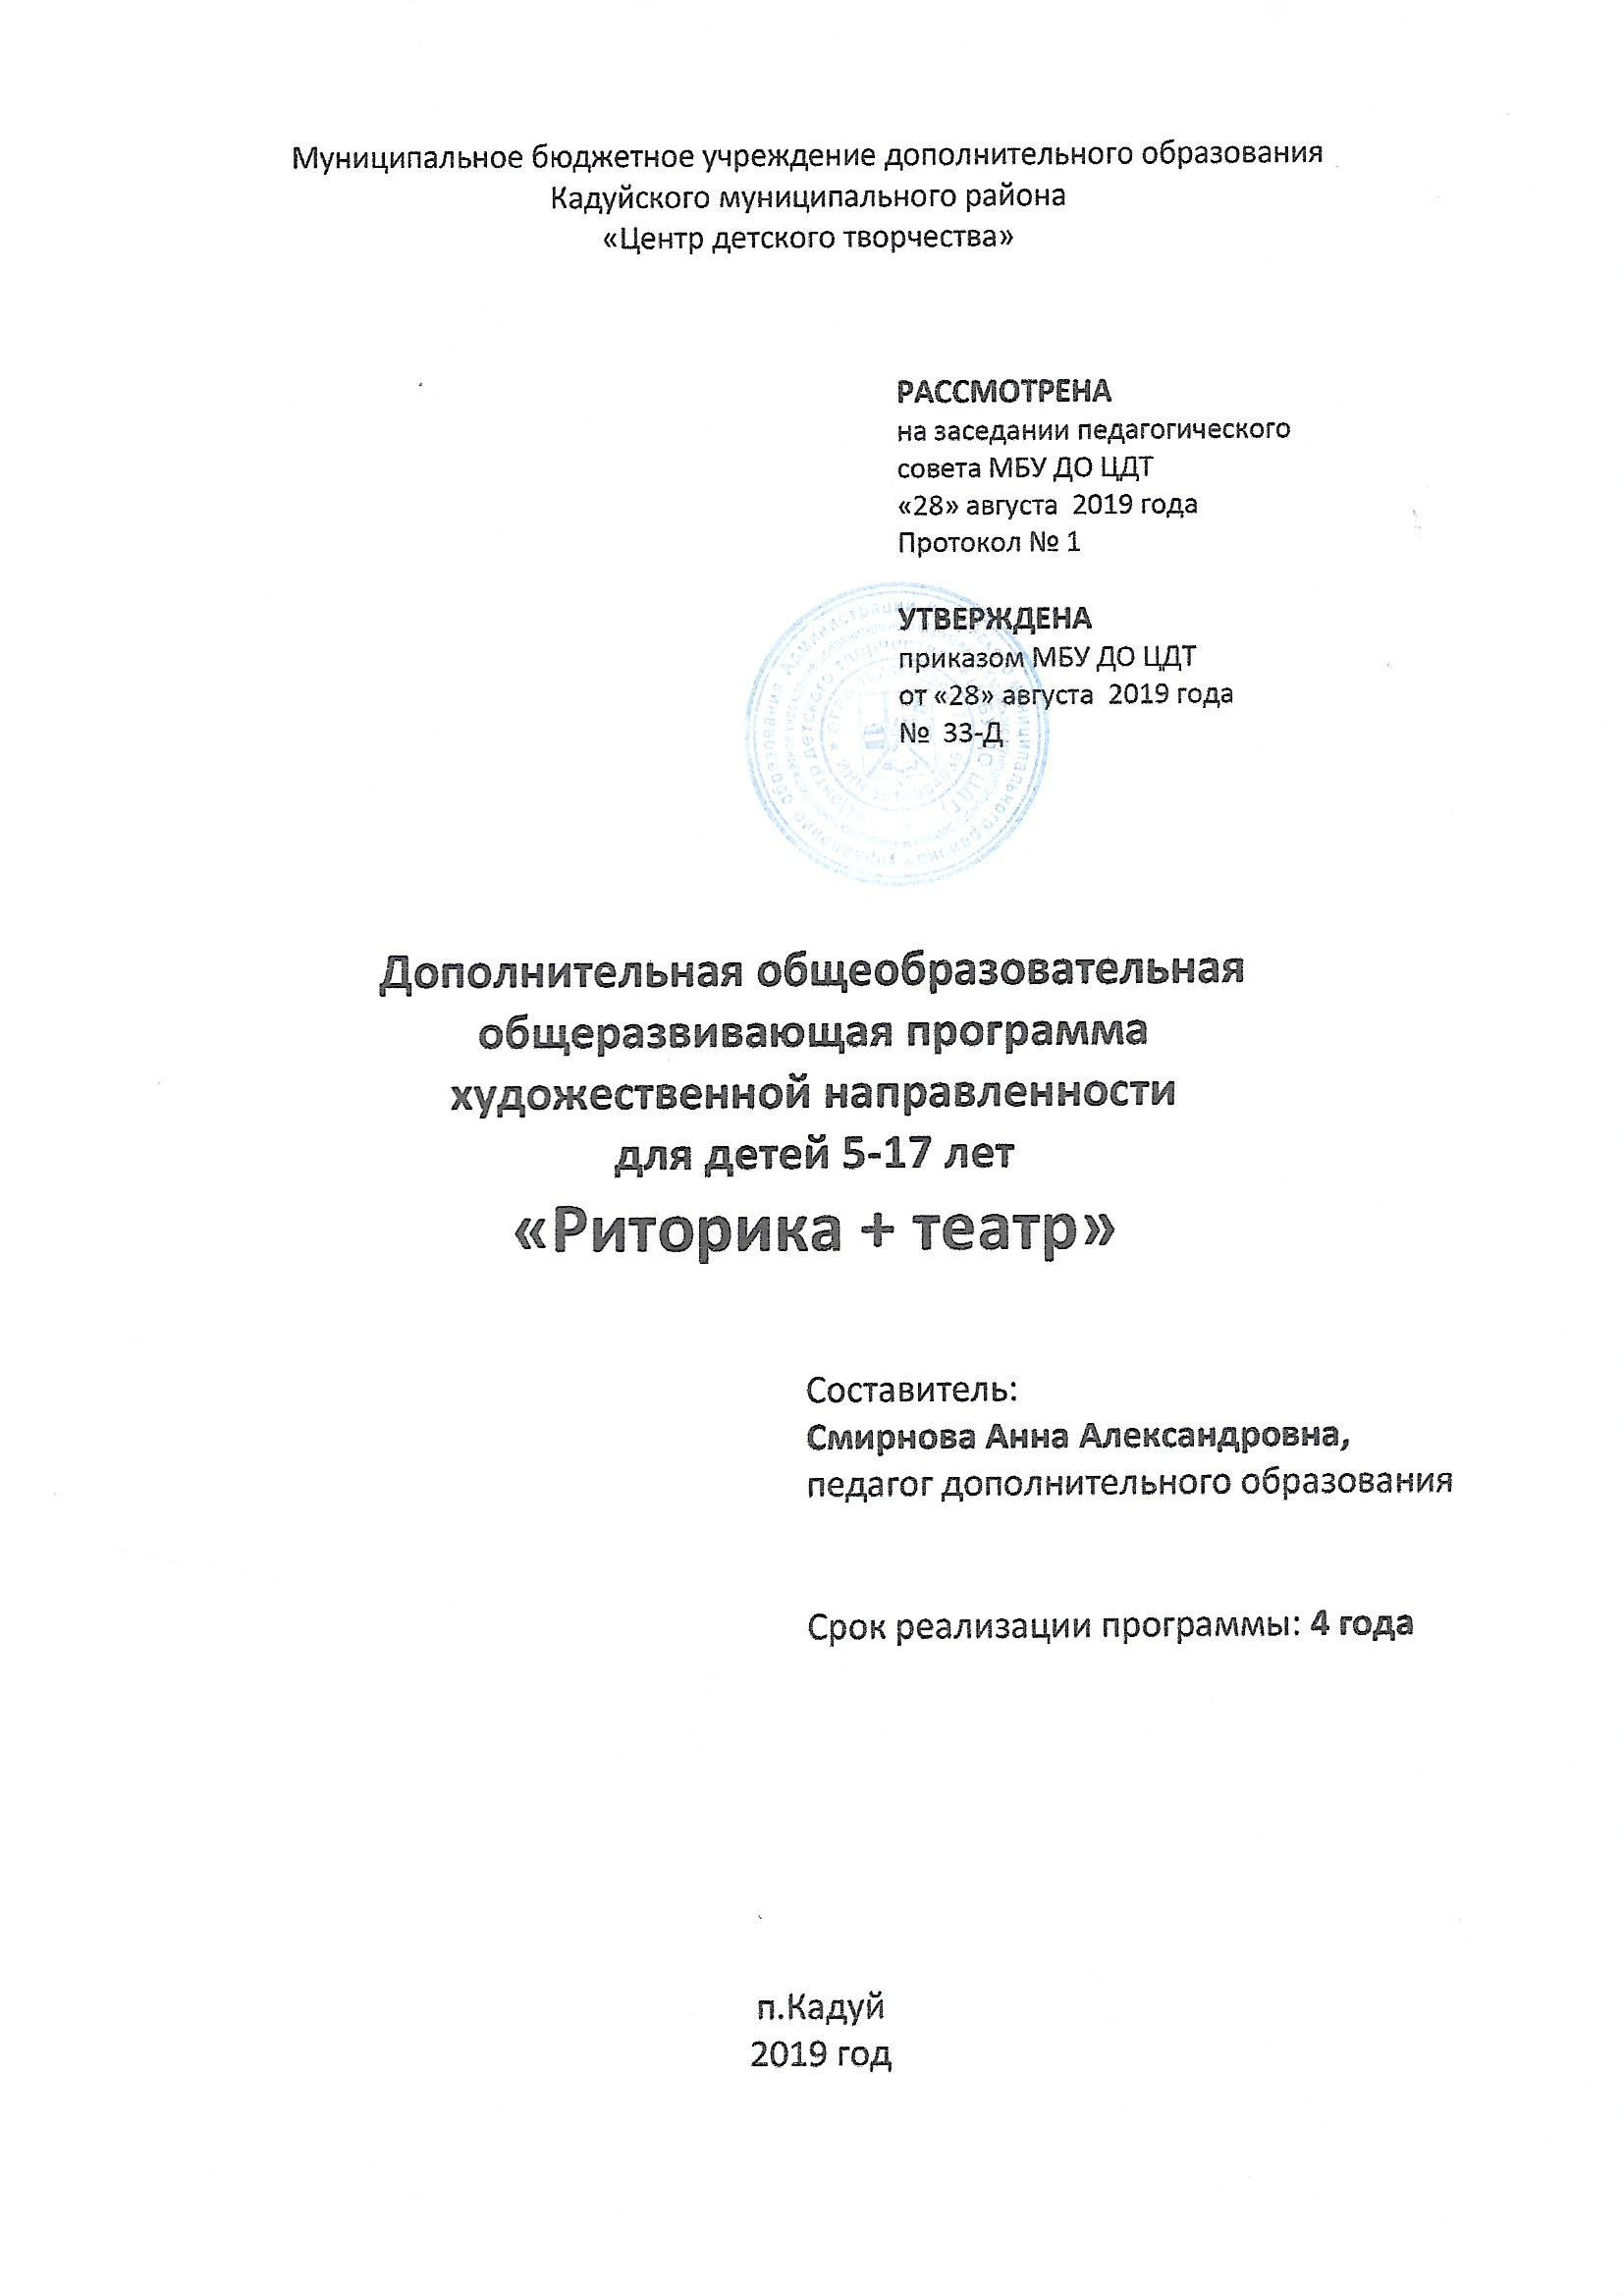 Муниципальное бюджетное учреждение дополнительного образования
Кадуйского муниципального района
«Центр детского творчества»
РАССМОТРЕНА
на заседании педагогического
совета МБУ ДО ЦДТ
«28» августа 2019 года
Протокол № 1
УТВЕРЖДЕНА
приказом МБУ ДО ЦДТ
от «28» августа 2019 года
№ 33-Д
Дополнительная общеобразовательная
общеразвивающая программа
художественной направленности
для детей 5-17 лет
«Риторика + театр»
Составитель:
Смирнова Анна Александровна,
педагог дополнительного образования
Срок реализации программы: 4 года
п.Кадуй
2019 год